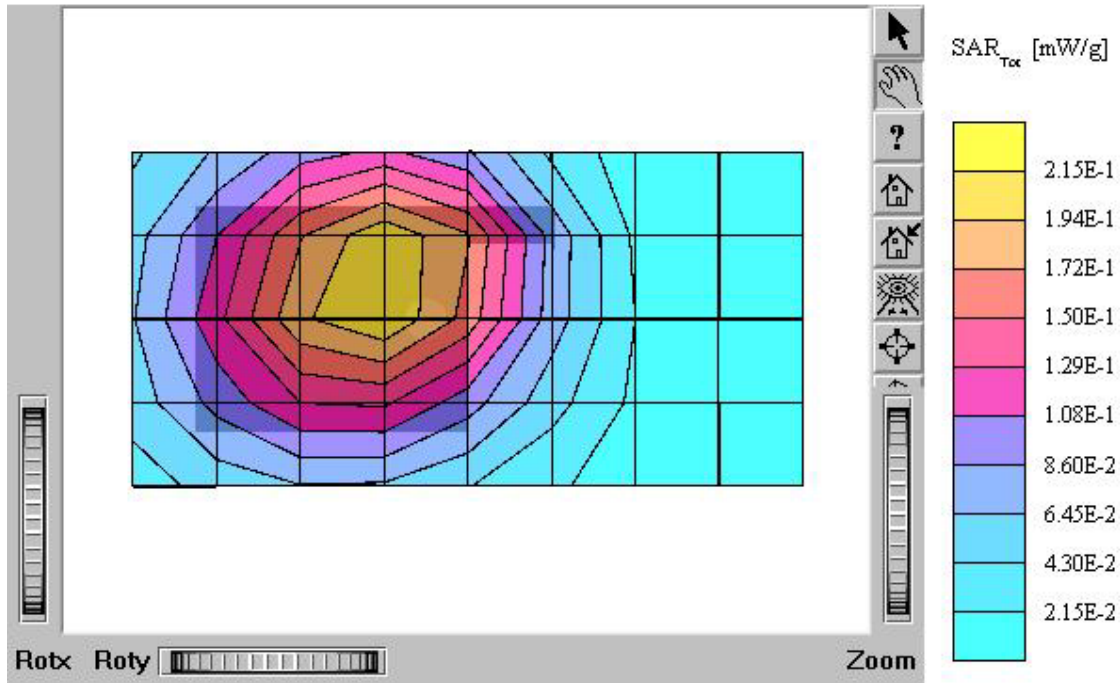 SAR_Tot [mW/g]
?
2.15E-1
1.94E-1
1.72E-1
1.50E-1
1.29E-1
1.08E-1
8.60E-2
6.45E-2
4.30E-2
2.15E-2
Rotx Roty Zoom